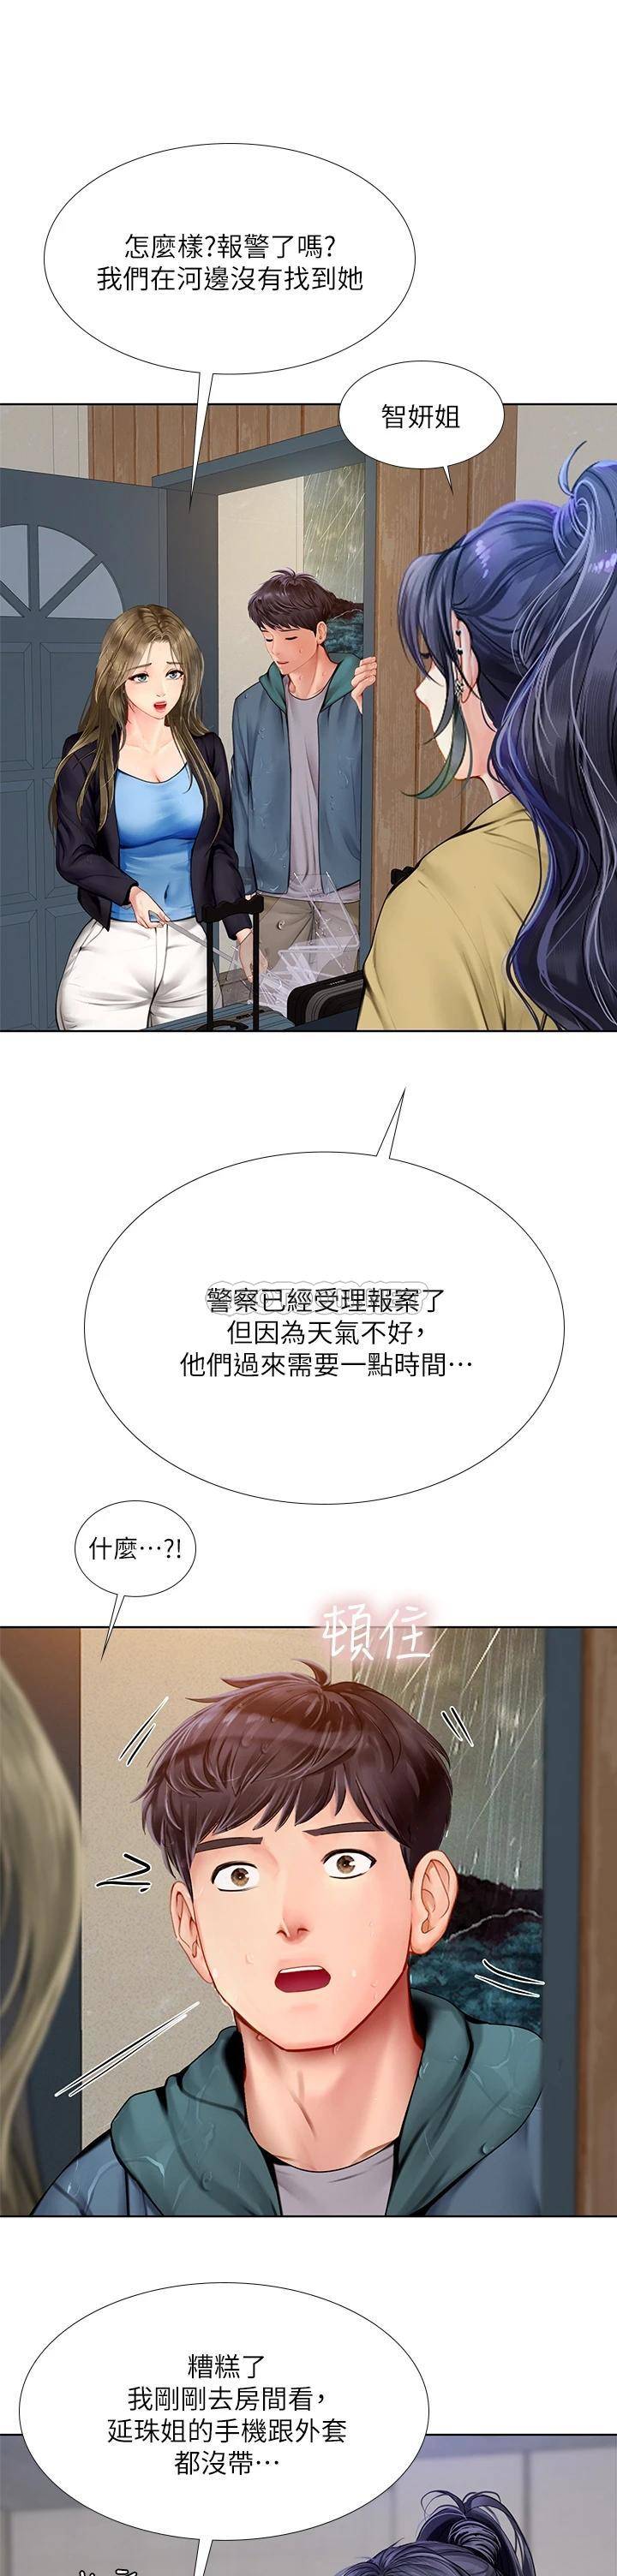 怎麼樣?報警了嗎?
我們在河邊沒有找到她
智妍姐
警察已經受理報案了
但因為天氣不好,
他們過來需要一點時間…
什麼…?!
頓住
糟糕了
我剛剛去房間看,
延珠姐的手機跟外套
都沒帶…